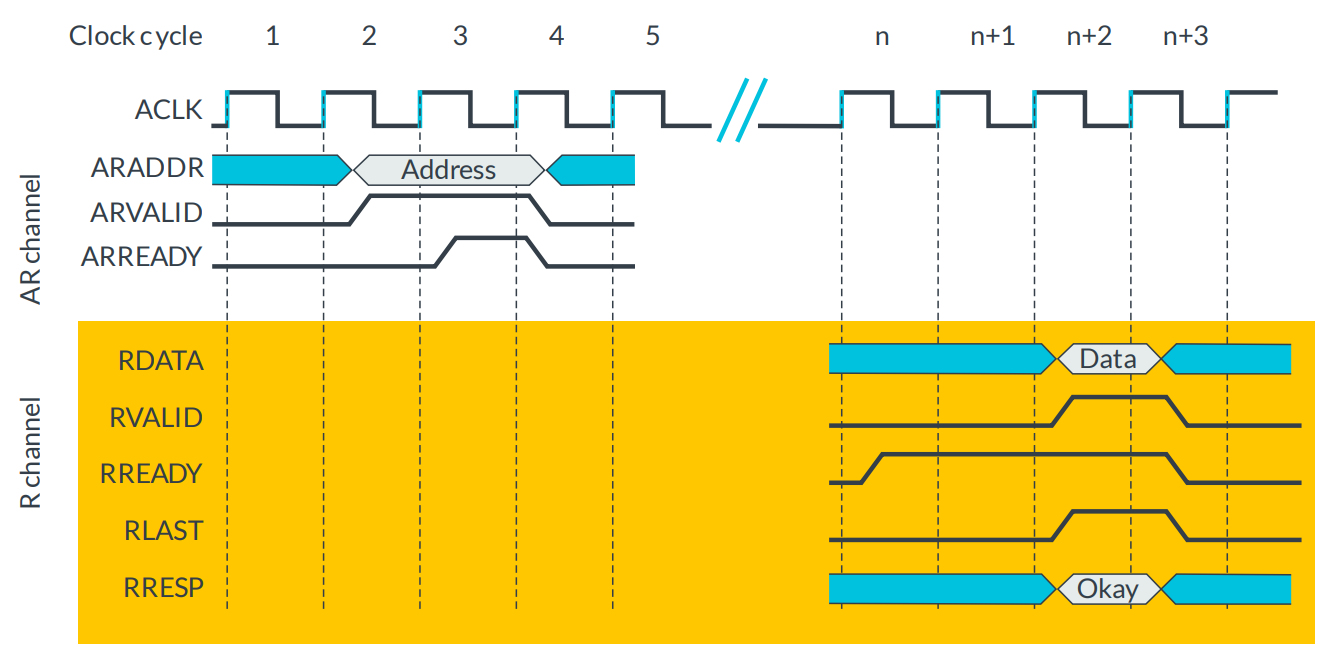 Clock cycle 1 2 3 4 5 n n+1 n+2 n+3
ACLK
AR channel
ARADDR Address
ARVALID
ARREADY
R channel
RDATA Data
RVALID
RREADY
RLAST
RRESP Okay